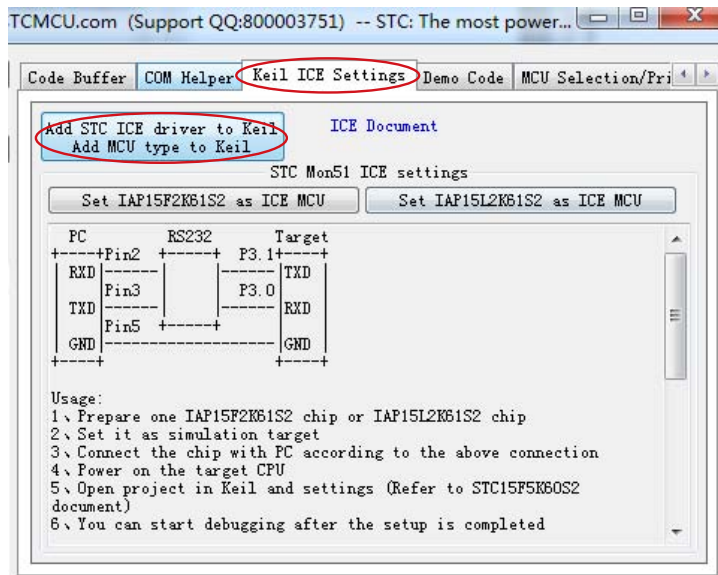 TCMCU.com (Support QQ:800003751) -- STC: The most power...
Code Buffer COM Helper Keil ICE Settings Demo Code MCU Selection/Pri
Add STC ICE driver to Keil
Add MCU type to Keil
ICE Document
STC Mon51 ICE settings
Set IAP15F2K61S2 as ICE MCU Set IAP15L2K61S2 as ICE MCU
PC RS232 Target
+----+Pin2 +-----+ P3.1+----+
| RXD|------| |------|TXD |
|Pin3 | P3.0|
| TXD|------| |------|RXD |
|Pin5 +-----+ |
| GND|--------------------|GND |
+----+ +----+
Usage:
1、Prepare one IAP15F2K61S2 chip or IAP15L2K61S2 chip
2、Set it as simulation target
3、Connect the chip with PC according to the above connection
4、Power on the target CPU
5、Open project in Keil and settings (Refer to STC15F5K60S2
document)
6、You can start debugging after the setup is completed